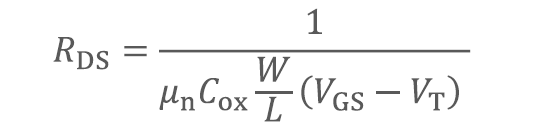 R_DS = 1 / (μ_n C_ox W/L (V_GS − V_T))